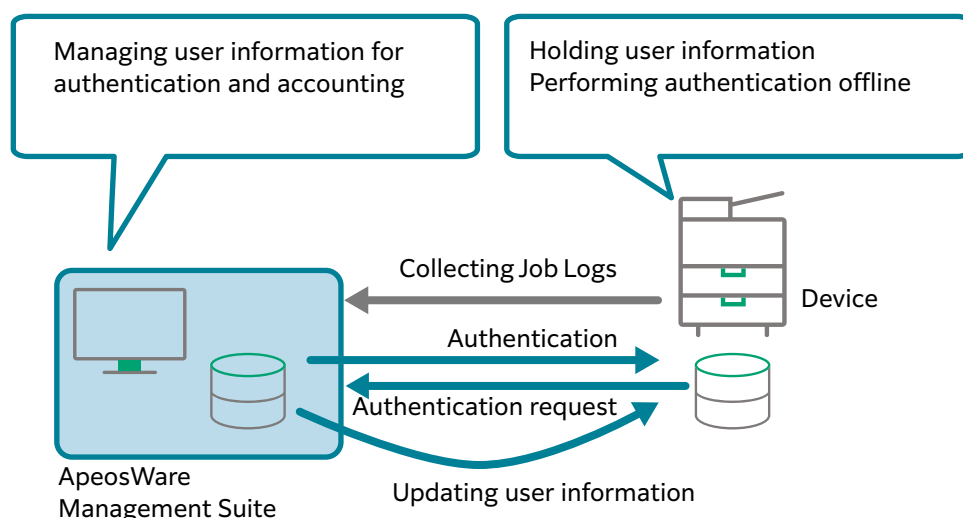 Managing user information for
authentication and accounting
Holding user information
Performing authentication offline
Collecting Job Logs
Device
Authentication
Authentication request
Updating user information
ApeosWare
Management Suite